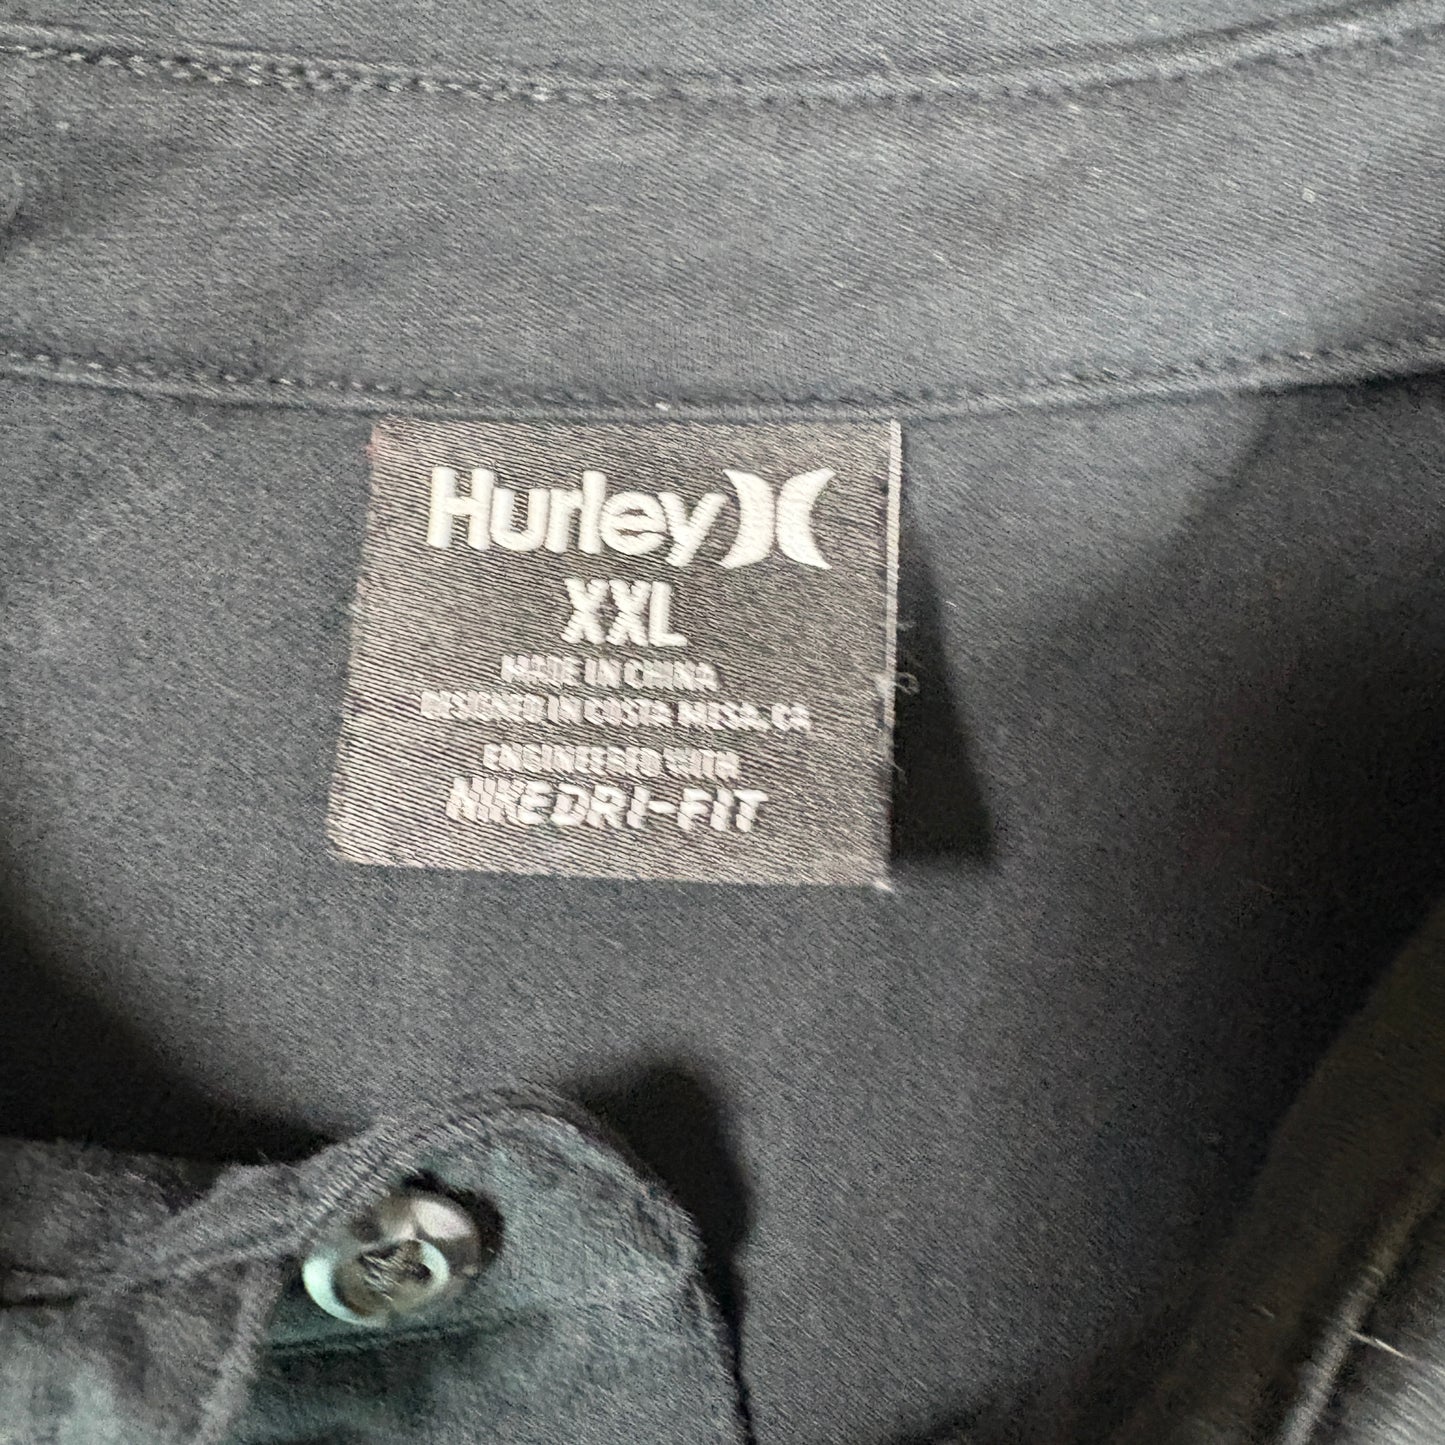 Hurley
XXL
MADE IN CHINA
DESIGNED IN COSTA MESA, CA
ENGINEERED WITH
NIKE DRI-FIT